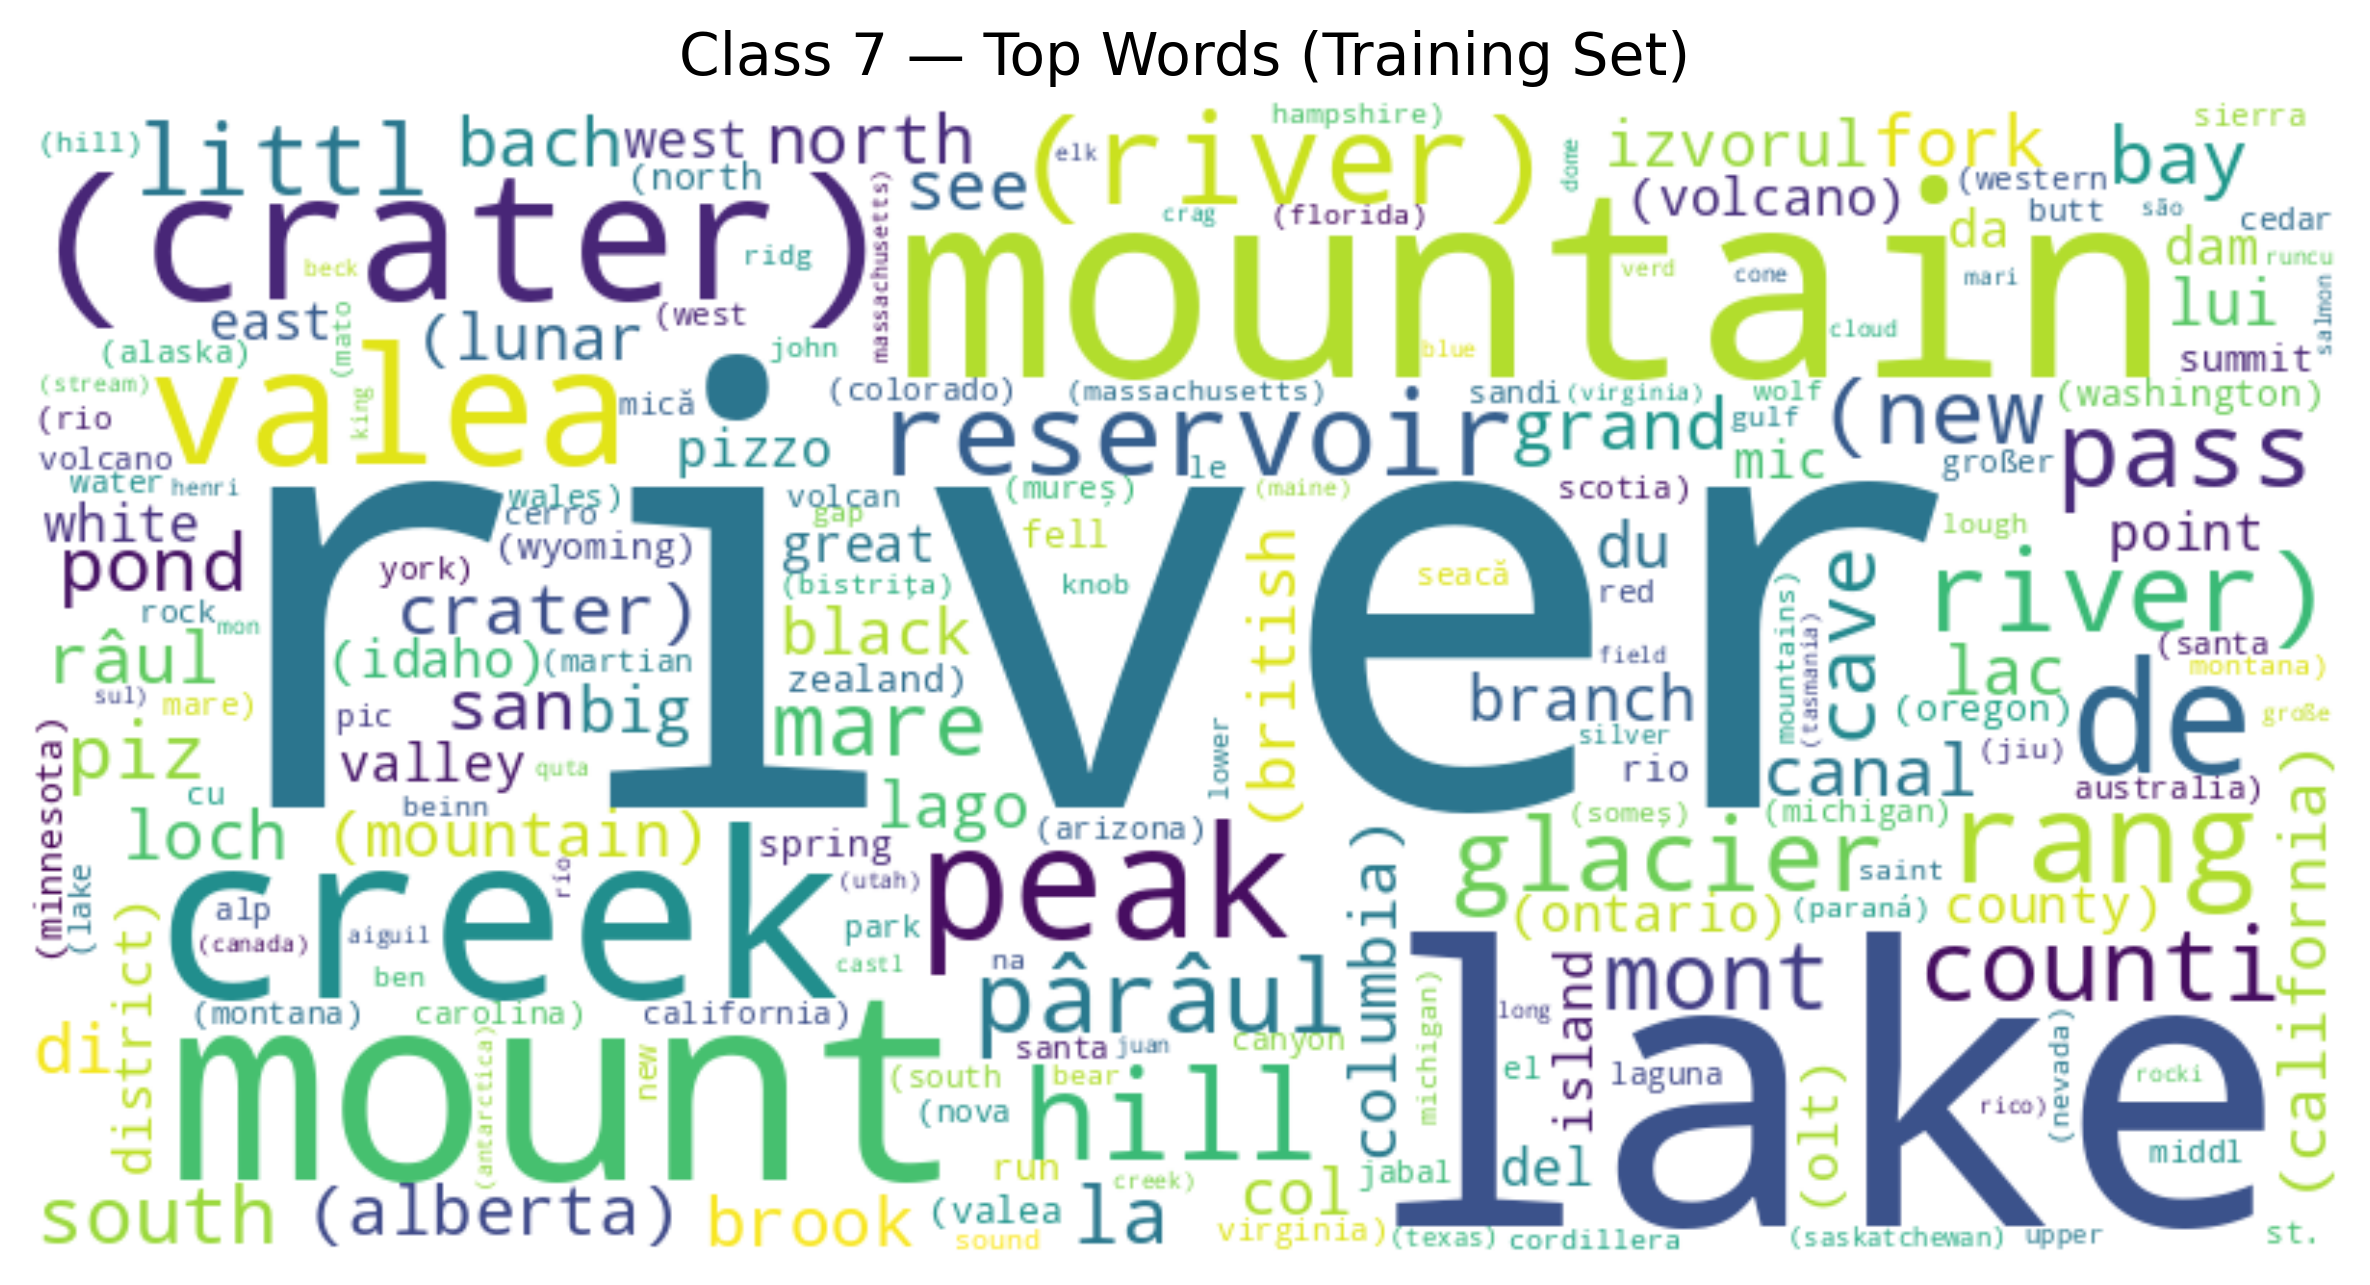 Class 7 — Top Words (Training Set)
(hill) littl bach west north (river) hampshire) izvorul fork bay sierra
(north see elk dome (western
(crater) massachusetts) crag (florida) (volcano) butt são cedar
ridg mountain da dam runcu
beck verd cone mari lui salmon
east (mato (lunar (west cloud
(alaska) john blue summit
(stream) valea king mică (colorado) (massachusetts) sandi (virginia) wolf (new (washington)
(rio pizzo reservoir grand gulf pass
volcano le mic großer
water henri wales) volcan (mureș) (maine) scotia)
white cerro gap lough point
pond (wyoming) great fell (british du
york) river (bistrița) knob seacă red cave river)
rock mon crater) black (mountains)
râul (idaho) (martian zealand) field (tasmania) (santa
lac montana)
sul) mare) pic san big mare branch (oregon) de große
piz valley quta lower silver (jiu)
(minnesota) rio canal australia)
cu beinn lago (someș) (michigan) (california)
loch (mountain) spring (arizona) columbia) glacier rang
(lake creek rio (utah) peak saint
alp park (ontario) (paraná) county)
district) (canada) aiguil castl na island mont counti
ben pârâul lake
(montana) carolina) california) michigan) long (nevada)
di mount (antarctica) new santa juan canyon
(south bear hill el laguna (olt) rico) rocki
(nova middl
run creek) jabal del
south (alberta) brook (valea la col
sound virginia) (texas) cordillera (saskatchewan) upper st.